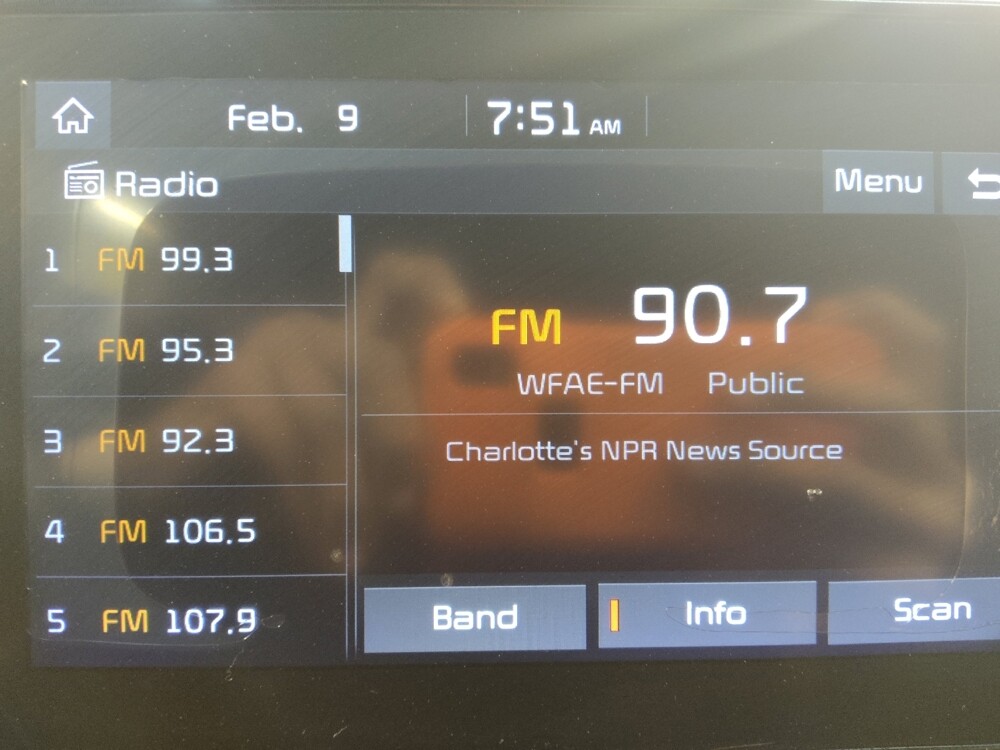 Feb. 9 7:51 AM
Radio Menu
1 FM 99.3
2 FM 95.3
3 FM 92.3
4 FM 106.5
5 FM 107.9
FM 90.7
WFAE-FM Public
Charlotte's NPR News Source
Band Info Scan